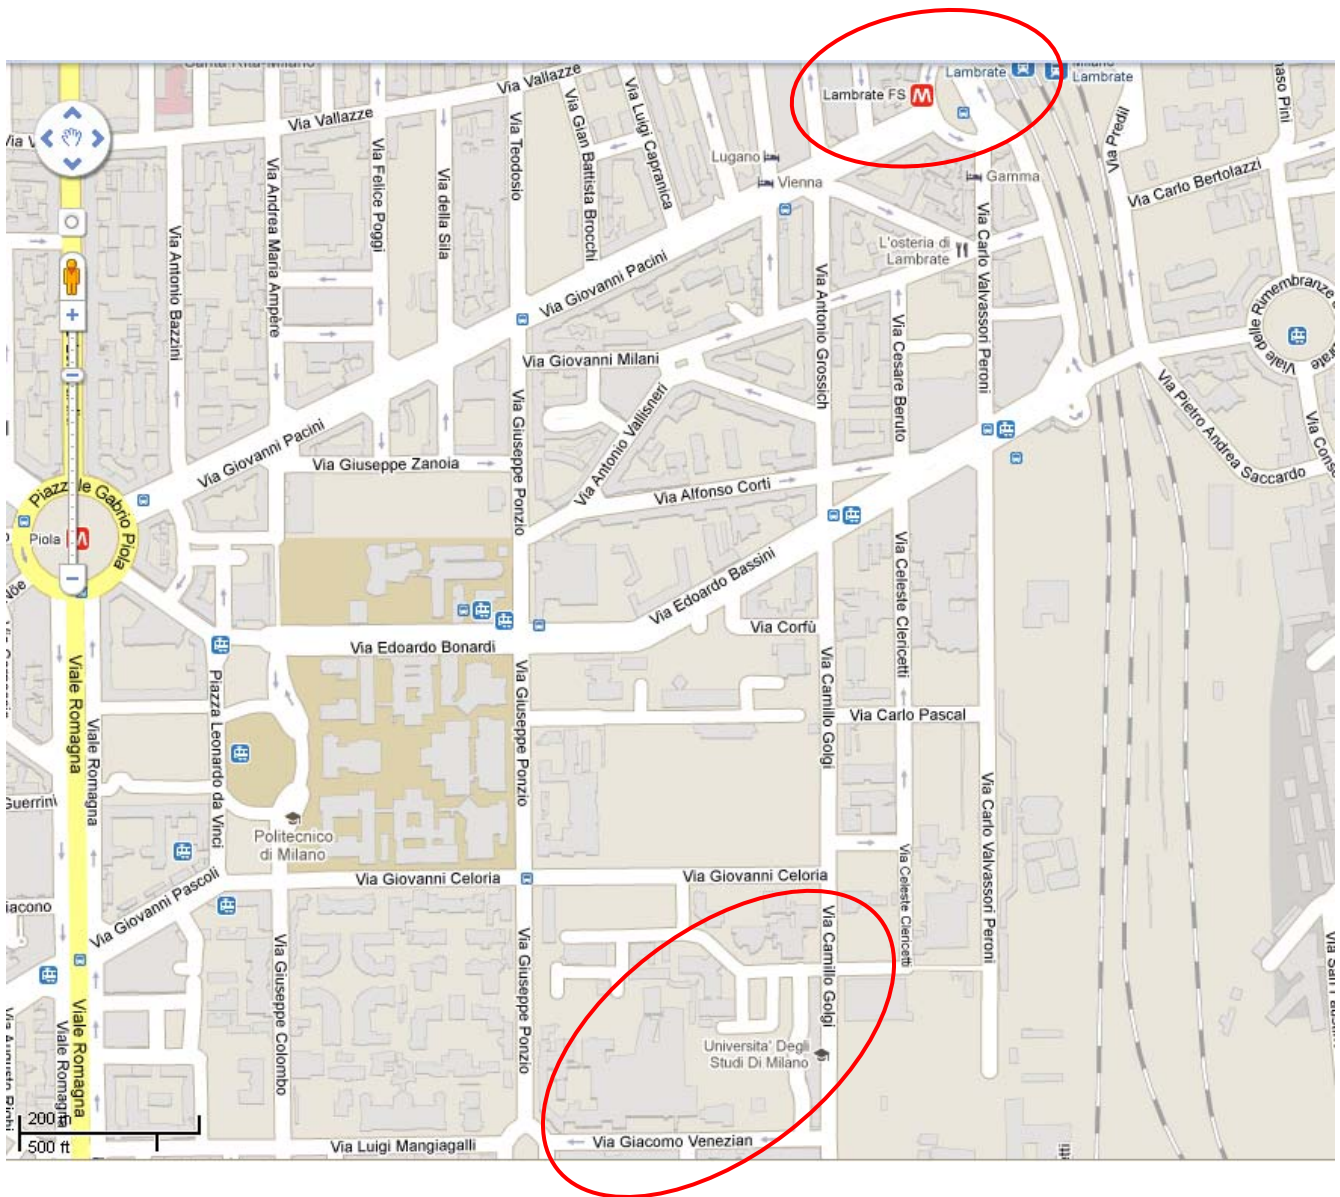 Lambrate
Milano
Lambrate
Lambrate FS
Via Vallazze
Via Vallazze
Via Teodosio
Via Gian Battista Brocchi
Via Luigi Capranica
Via Felice Poggi
Via della Sila
Via Andrea Maria Ampère
Via Antonio Bazzini
Lugano
Vienna
Gamma
Via Predil
Via Carlo Bertolazzi
L'osteria di
Lambrate
Via Carlo Valvassori Peroni
Via Giovanni Pacini
Via Antonio Grossich
Via Cesare Beruto
Via Giovanni Milani
Via Antonio Vallisneri
Via Giuseppe Ponzio
Via Pietro Andrea Saccardo
Via Giovanni Pacini
Via Giuseppe Zanoia
Via Alfonso Corti
Piazzale Gabrio Piola
Piola
Via Edoardo Bassini
Via Celeste Clericetti
Via Corfù
Via Edoardo Bonardi
Viale Romagna
Viale Romagna
Piazza Leonardo da Vinci
Via Giuseppe Ponzio
Via Camillo Golgi
Via Carlo Pascal
Guerrini
Politecnico
di Milano
Via Carlo Valvassori Peroni
Via Celeste Clericetti
Via Giovanni Celoria
Via Giovanni Celoria
Via Giovanni Pascoli
Via Giuseppe Colombo
Via Giuseppe Ponzio
Via Camillo Golgi
Viale Romagna
Viale Romagna
Universita' Degli
Studi Di Milano
Via Luigi Mangiagalli
Via Giacomo Venezian
200 m
500 ft